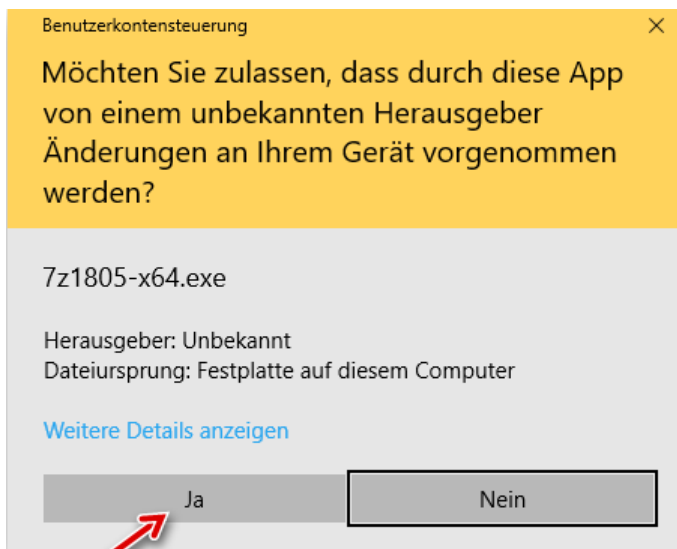 Benutzerkontensteuerung
Möchten Sie zulassen, dass durch diese App
von einem unbekannten Herausgeber
Änderungen an Ihrem Gerät vorgenommen
werden?
7z1805-x64.exe
Herausgeber: Unbekannt
Dateiursprung: Festplatte auf diesem Computer
Weitere Details anzeigen
Ja
Nein